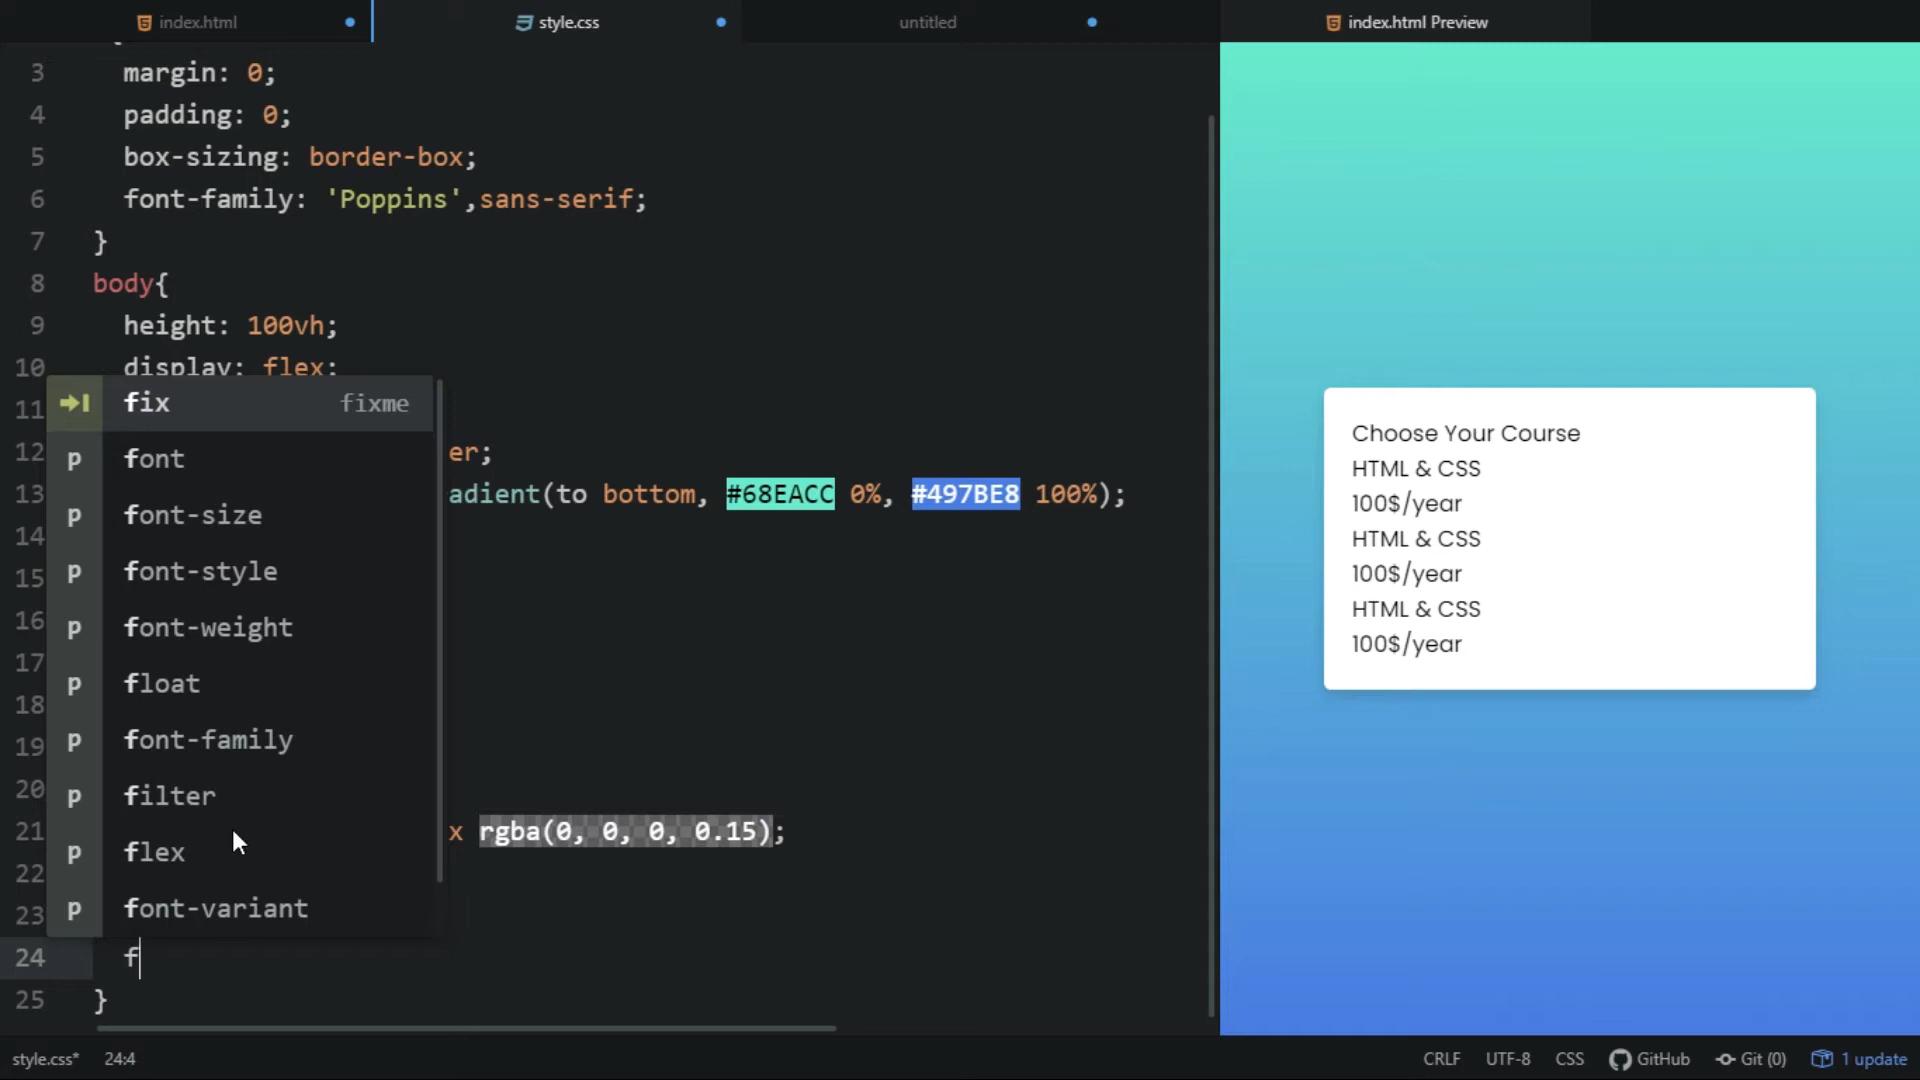 index.html
style.css
untitled
index.html Preview
{
3 margin: 0;
4 padding: 0;
5 box-sizing: border-box;
6 font-family: 'Poppins',sans-serif;
7 }
8 body{
9 height: 100vh;
10 display: flex;
11
12 er;
13 adient(to bottom, #68EACC 0%, #497BE8 100%);
14
15
16
17
18
19
20
21 x rgba(0, 0, 0, 0.15);
22
23
24 f
25 }
fix fixme
p font
p font-size
p font-style
p font-weight
p float
p font-family
p filter
p flex
p font-variant
Choose Your Course
HTML & CSS
100$/year
HTML & CSS
100$/year
HTML & CSS
100$/year
style.css* 24:4
CRLF UTF-8 CSS GitHub Git (0) 1 update